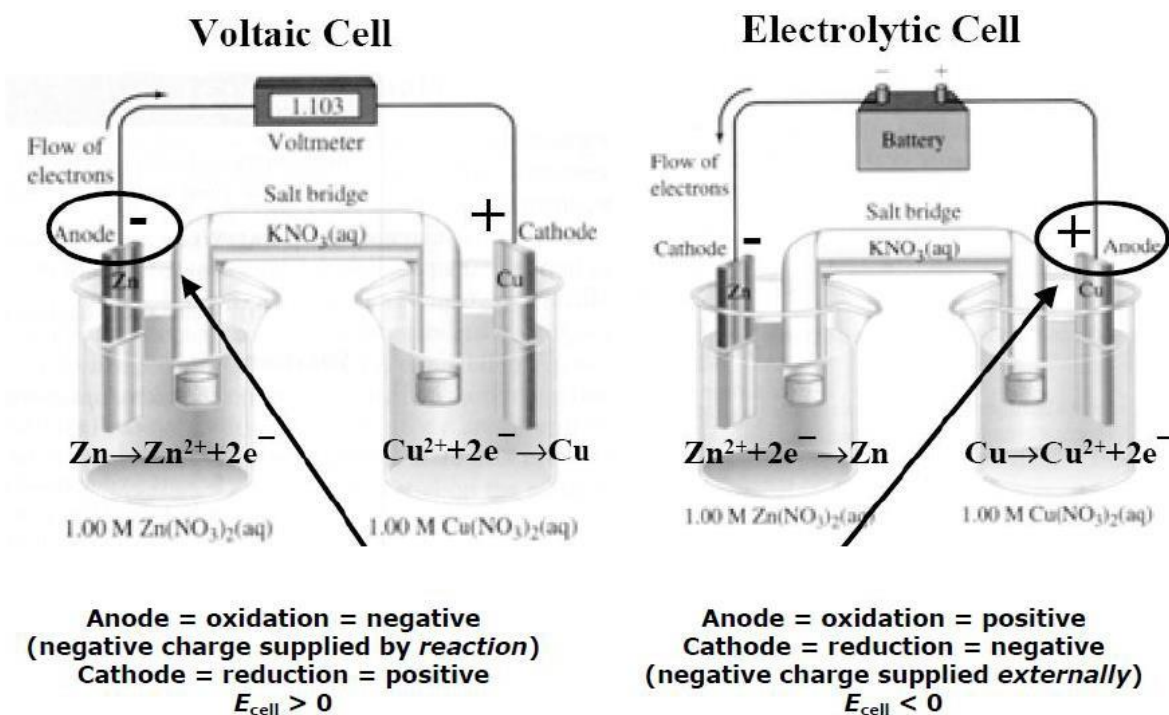 Voltaic Cell
1.103
Voltmeter
Flow of
electrons
Salt bridge
KNO₃(aq)
Anode -
+ Cathode
Zn
Cu
Zn→Zn²⁺+2e⁻
Cu²⁺+2e⁻→Cu
1.00 M Zn(NO₃)₂(aq)
1.00 M Cu(NO₃)₂(aq)
Anode = oxidation = negative
(negative charge supplied by reaction)
Cathode = reduction = positive
E cell > 0
Electrolytic Cell
- +
Battery
Flow of
electrons
Salt bridge
KNO₃(aq)
Cathode -
+ Anode
Zn
Cu
Zn²⁺+2e⁻→Zn
Cu→Cu²⁺+2e⁻
1.00 M Zn(NO₃)₂(aq)
1.00 M Cu(NO₃)₂(aq)
Anode = oxidation = positive
Cathode = reduction = negative
(negative charge supplied externally)
E cell < 0